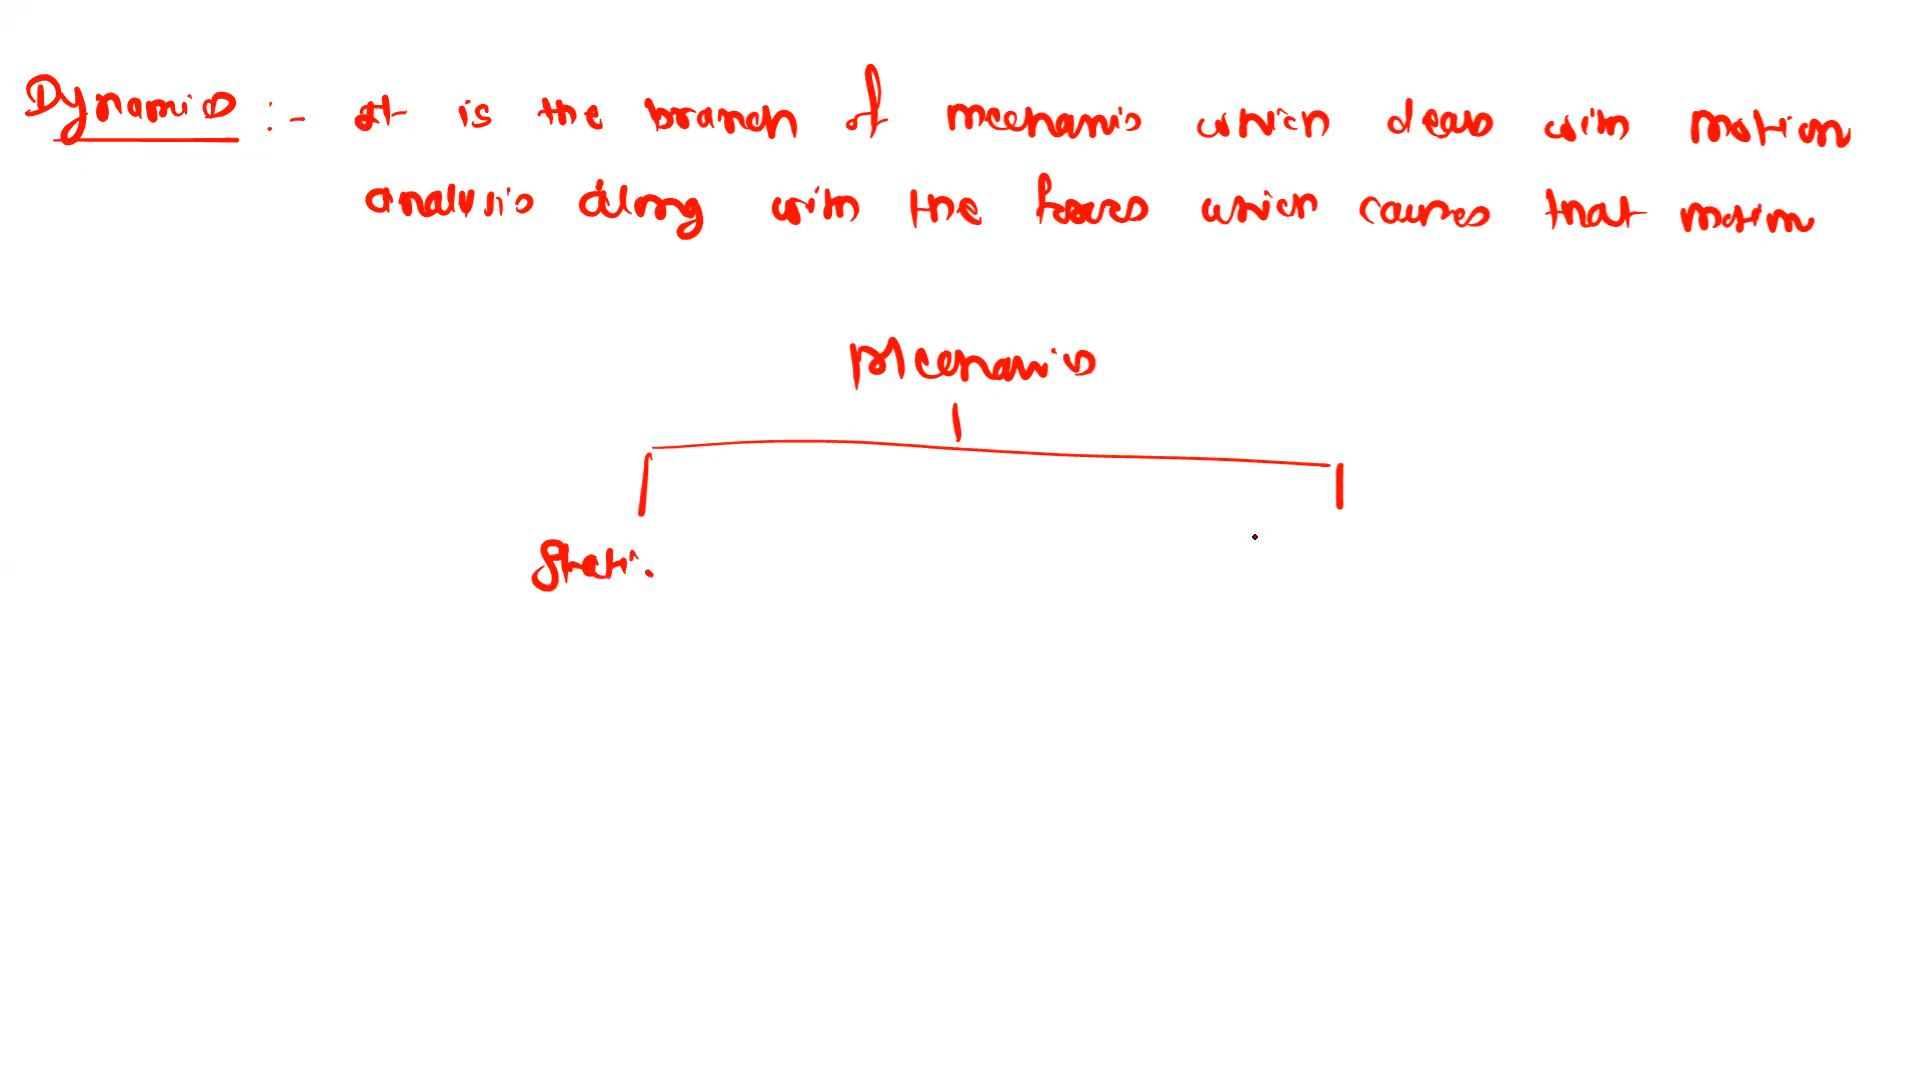 Dynamics :- It is the branch of mechanics which deals with motion
analysis along with the forces which causes that motion
Mechanics
Stati.